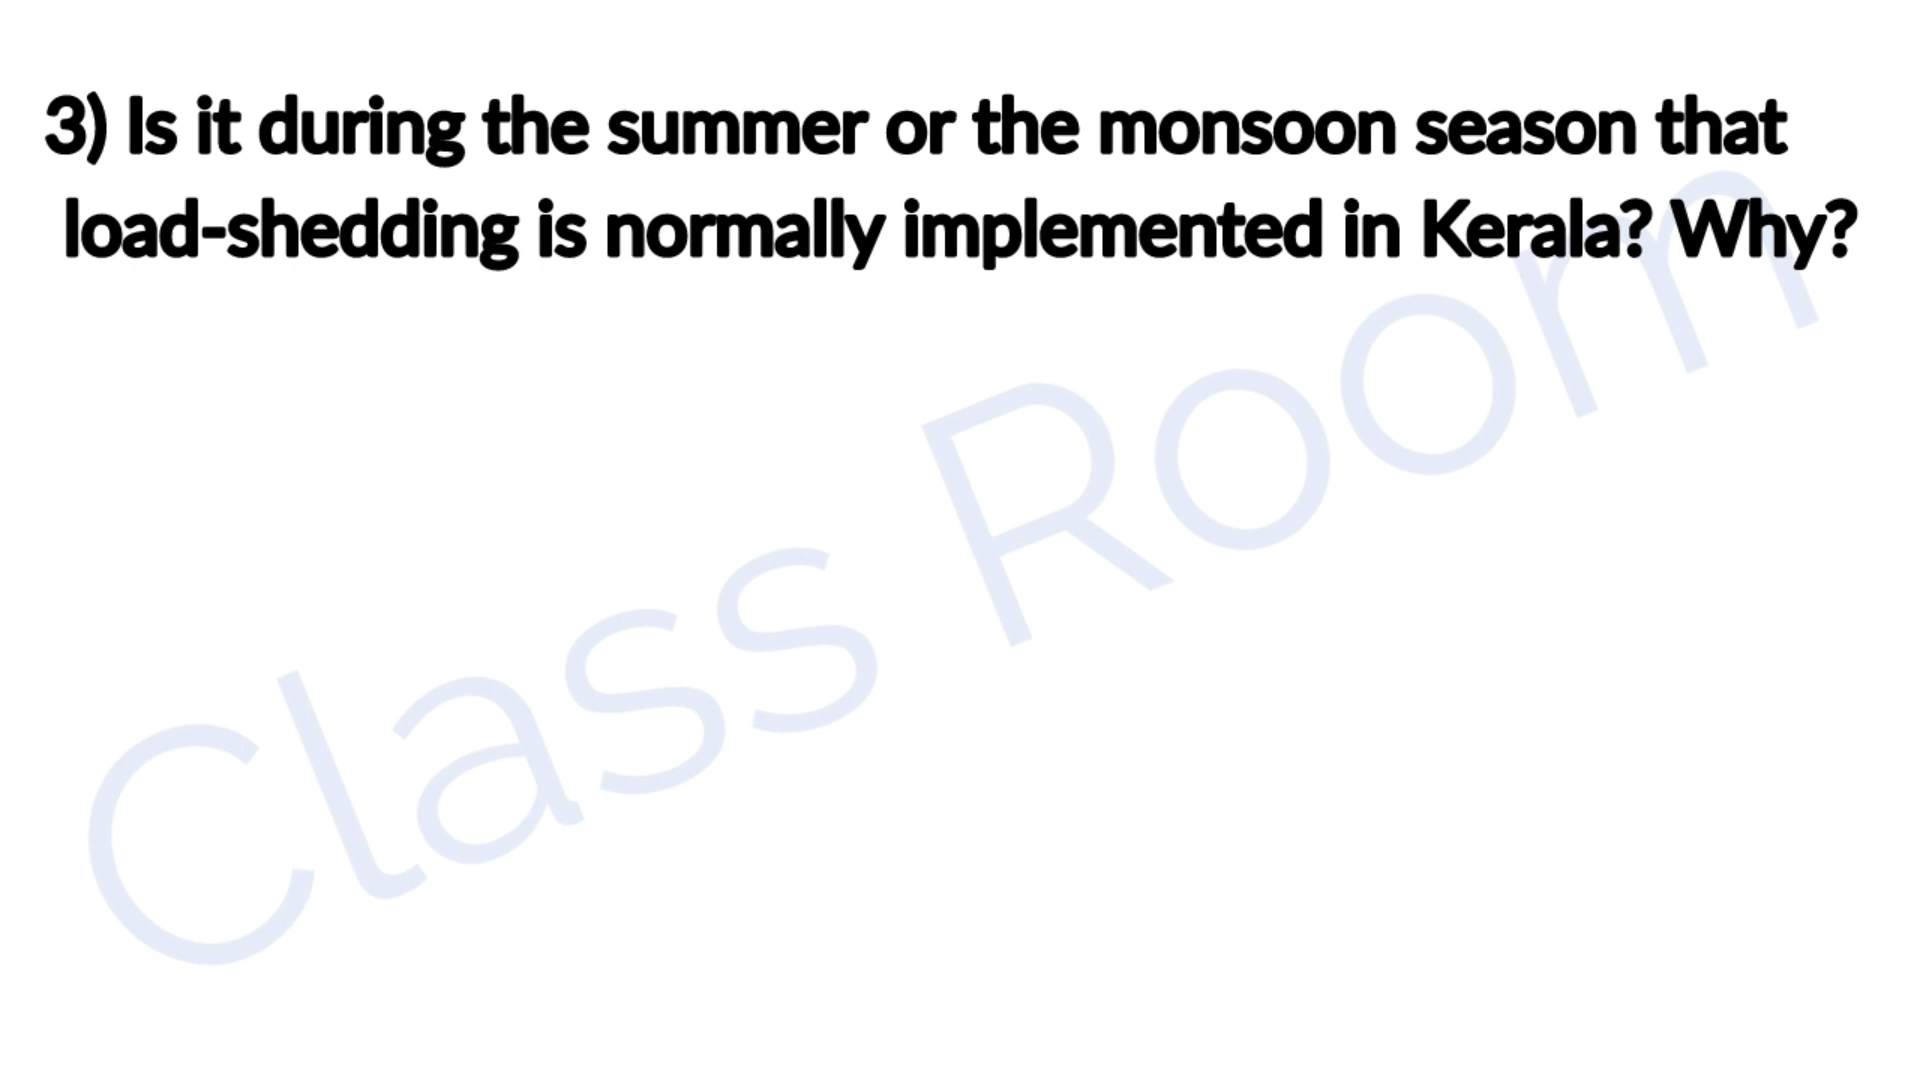 3) Is it during the summer or the monsoon season that
load-shedding is normally implemented in Kerala? Why?
Class Room